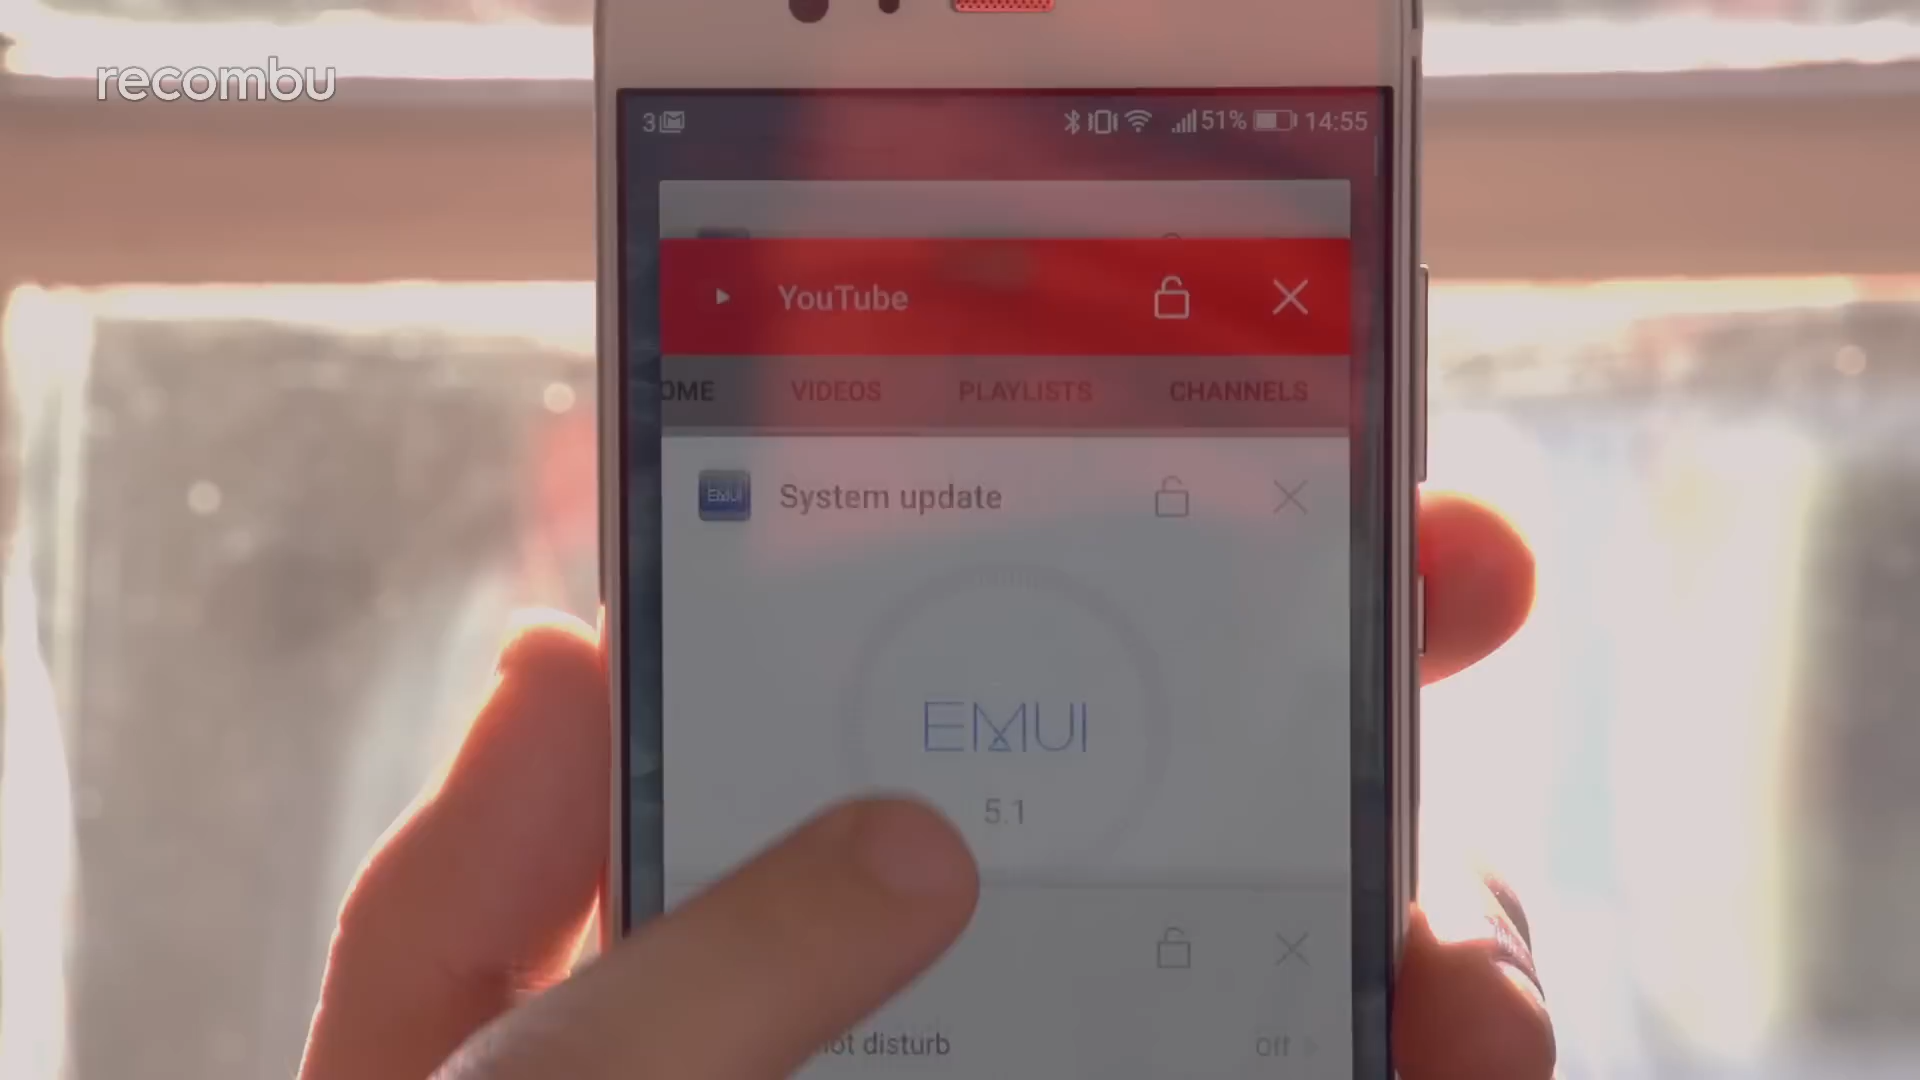 recombu
3
51% 14:55
YouTube
OME VIDEOS PLAYLISTS CHANNELS
EMUI System update
EMUI
5.1
not disturb Off